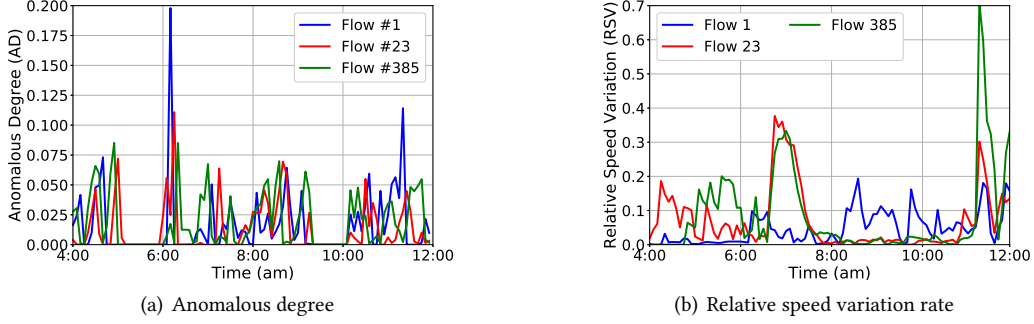 0.200
0.175
0.150
0.125
0.100
0.075
0.050
0.025
0.000
Anomalous Degree (AD)
Flow #1
Flow #23
Flow #385
4:00 6:00 8:00 10:00 12:00
Time (am)
(a) Anomalous degree
0.7
0.6
0.5
0.4
0.3
0.2
0.1
0.0
Relative Speed Variation (RSV)
Flow 1 Flow 385
Flow 23
4:00 6:00 8:00 10:00 12:00
Time (am)
(b) Relative speed variation rate